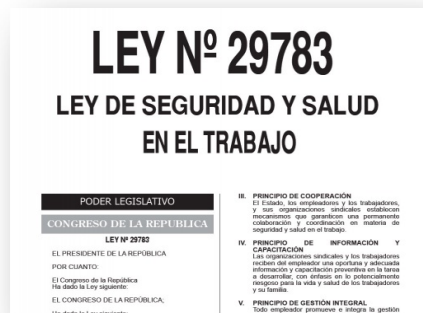 LEY Nº 29783
LEY DE SEGURIDAD Y SALUD
EN EL TRABAJO
PODER LEGISLATIVO
CONGRESO DE LA REPUBLICA
LEY Nº 29783
EL PRESIDENTE DE LA REPÚBLICA
POR CUANTO:
El Congreso de la República
Ha dado la Ley siguiente:
EL CONGRESO DE LA REPÚBLICA;
Ha dado la Ley siguiente:
III. PRINCIPIO DE COOPERACIÓN
El Estado, los empleadores y los trabajadores,
y sus organizaciones sindicales establecen
mecanismos que garanticen una permanente
colaboración y coordinación en materia de
seguridad y salud en el trabajo.
IV. PRINCIPIO DE INFORMACIÓN Y
CAPACITACIÓN
Las organizaciones sindicales y los trabajadores
reciben del empleador una oportuna y adecuada
información y capacitación preventiva en la tarea
a desarrollar, con énfasis en lo potencialmente
riesgoso para la vida y salud de los trabajadores
y su familia.
V. PRINCIPIO DE GESTIÓN INTEGRAL
Todo empleador promueve e integra la gestión